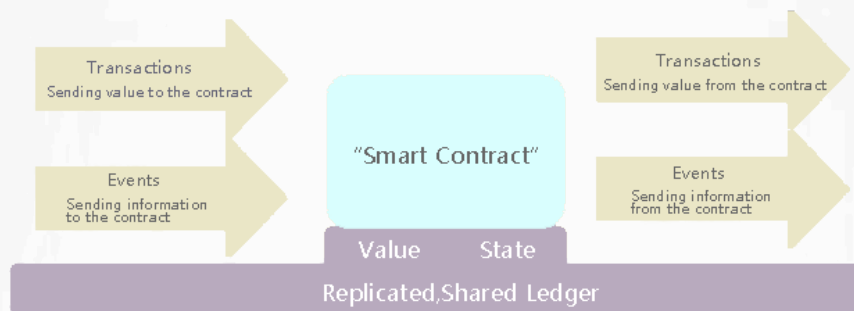 Transactions
Sending value to the contract
Events
Sending information
to the contract
“Smart Contract”
Value State
Replicated,Shared Ledger
Transactions
Sending value from the contract
Events
Sending information
from the contract